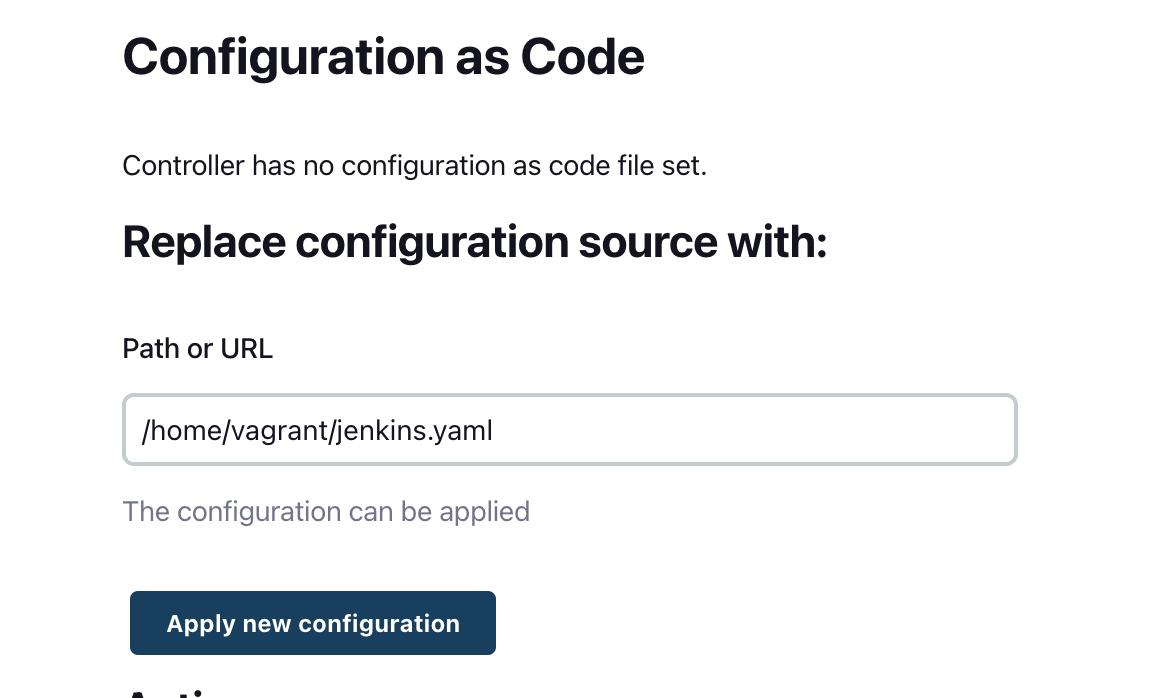 Configuration as Code
Controller has no configuration as code file set.
Replace configuration source with:
Path or URL
/home/vagrant/jenkins.yaml
The configuration can be applied
Apply new configuration